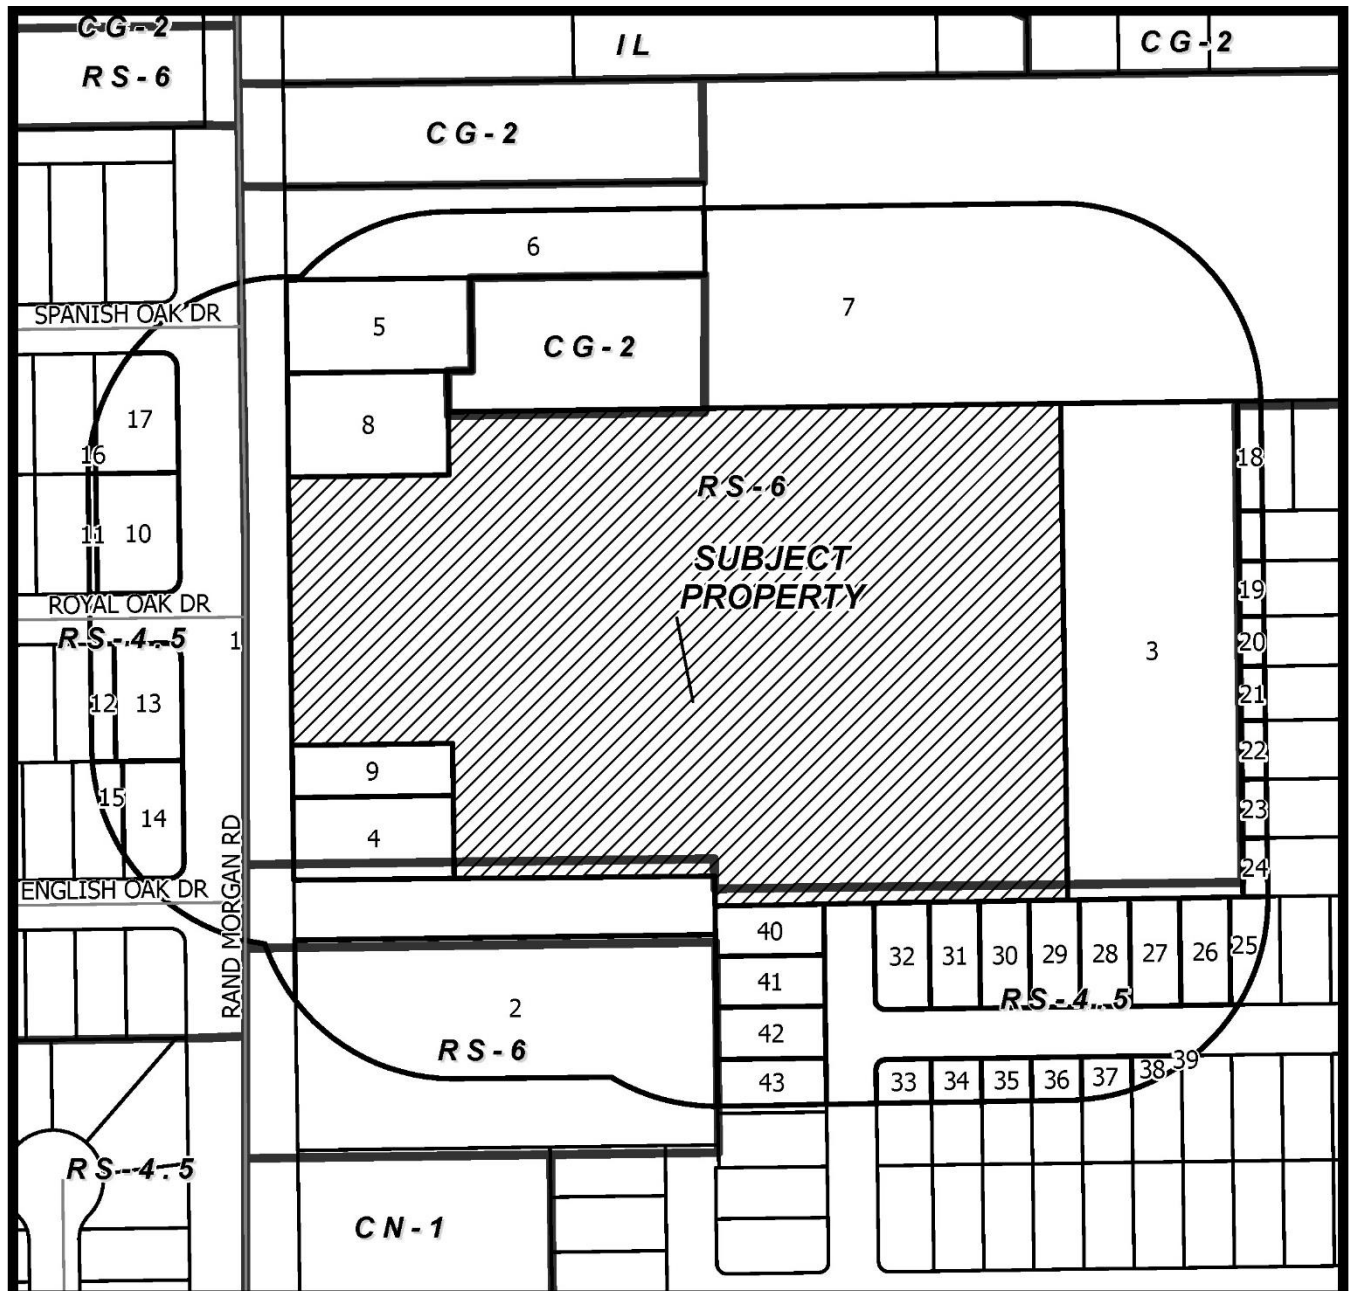 CG-2
RS-6
IL
CG-2
CG-2
6
7
SPANISH OAK DR
5
CG-2
17
8
16
18
RS-6
11
10
SUBJECT
PROPERTY
19
ROYAL OAK DR
RS-4.5
1
20
3
12
13
21
22
9
15
14
23
RAND MORGAN RD
4
24
ENGLISH OAK DR
40
32
31
30
29
28
27
26
25
41
RS-4.5
2
42
RS-6
43
33
34
35
36
37
38
39
RS-4.5
CN-1